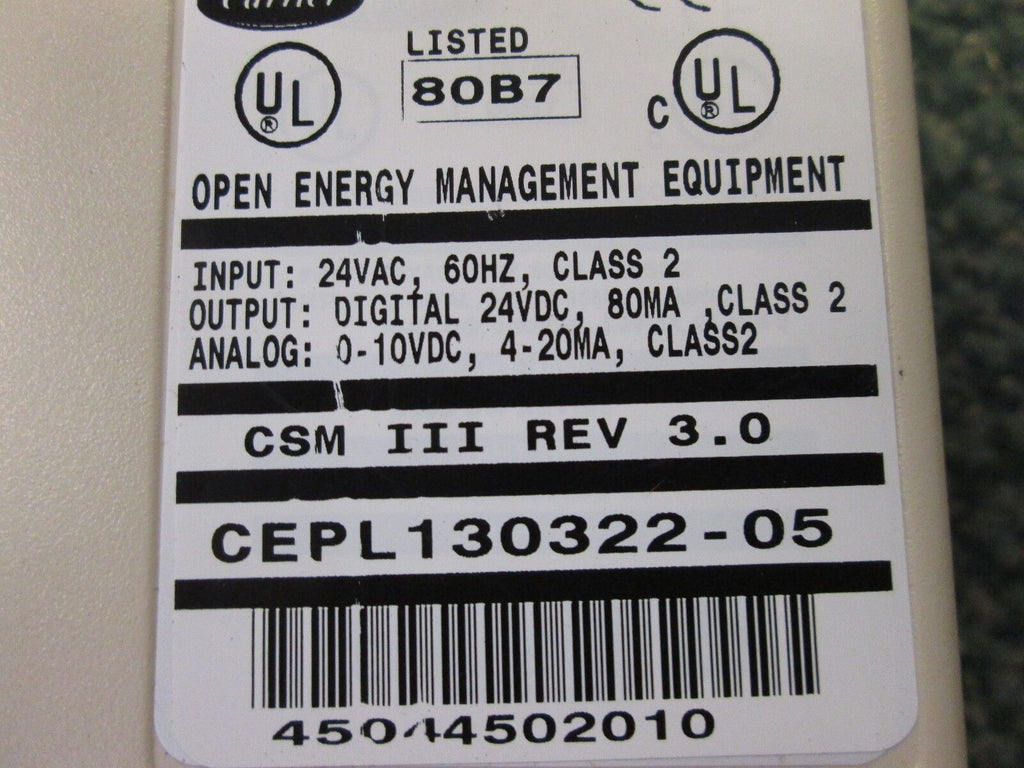 Carrier
UL ®
LISTED
80B7
C UL ®
OPEN ENERGY MANAGEMENT EQUIPMENT
INPUT: 24VAC, 60HZ, CLASS 2
OUTPUT: DIGITAL 24VDC, 80MA ,CLASS 2
ANALOG: 0-10VDC, 4-20MA, CLASS2
CSM III REV 3.0
CEPL130322-05